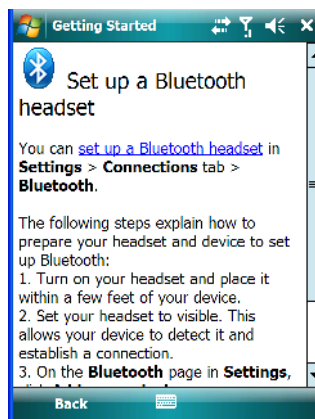 Getting Started
Set up a Bluetooth
headset
You can set up a Bluetooth headset in
Settings > Connections tab >
Bluetooth.
The following steps explain how to
prepare your headset and device to set
up Bluetooth:
1. Turn on your headset and place it
within a few feet of your device.
2. Set your headset to visible. This
allows your device to detect it and
establish a connection.
3. On the Bluetooth page in Settings,
Back